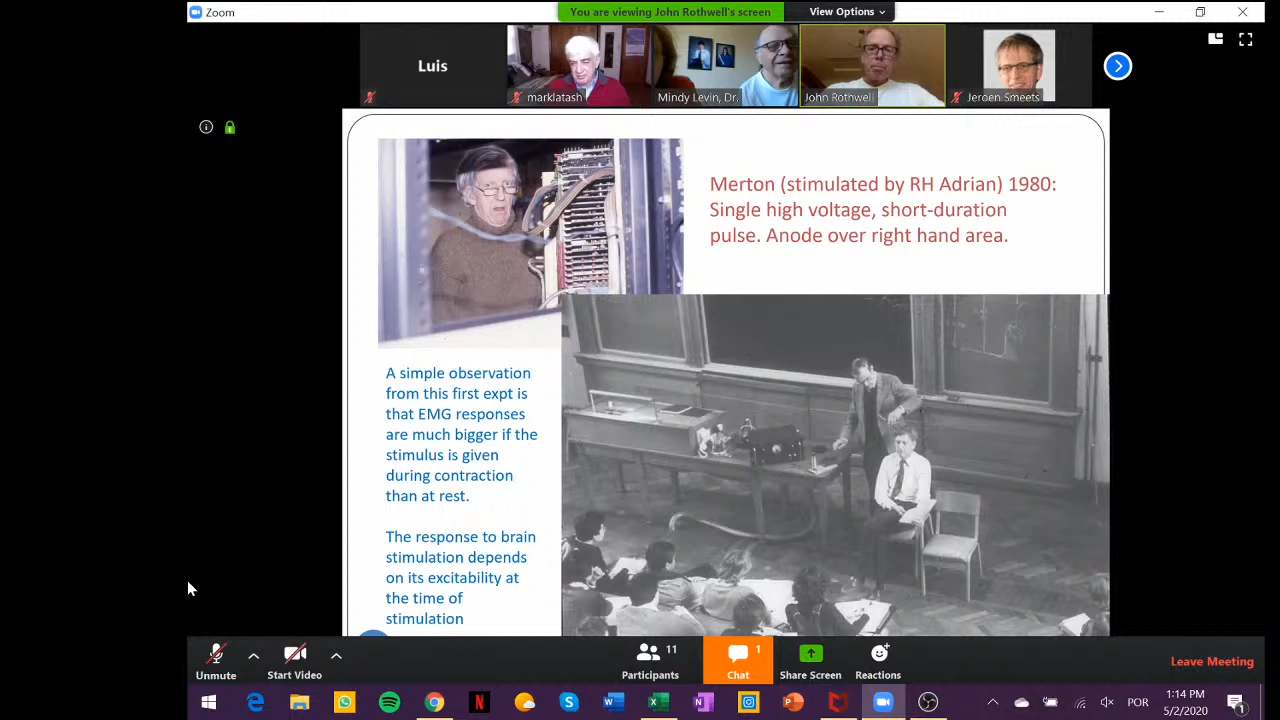 Zoom
You are viewing John Rothwell's screen
View Options
Luis
marklatash
Mindy Levin, Dr.
John Rothwell
Jeroen Smeets
Merton (stimulated by RH Adrian) 1980:
Single high voltage, short-duration
pulse. Anode over right hand area.
A simple observation
from this first expt is
that EMG responses
are much bigger if the
stimulus is given
during contraction
than at rest.
The response to brain
stimulation depends
on its excitability at
the time of
stimulation
Unmute
Start Video
Participants
11
Chat
1
Share Screen
Reactions
Leave Meeting
POR
1:14 PM
5/2/2020
1